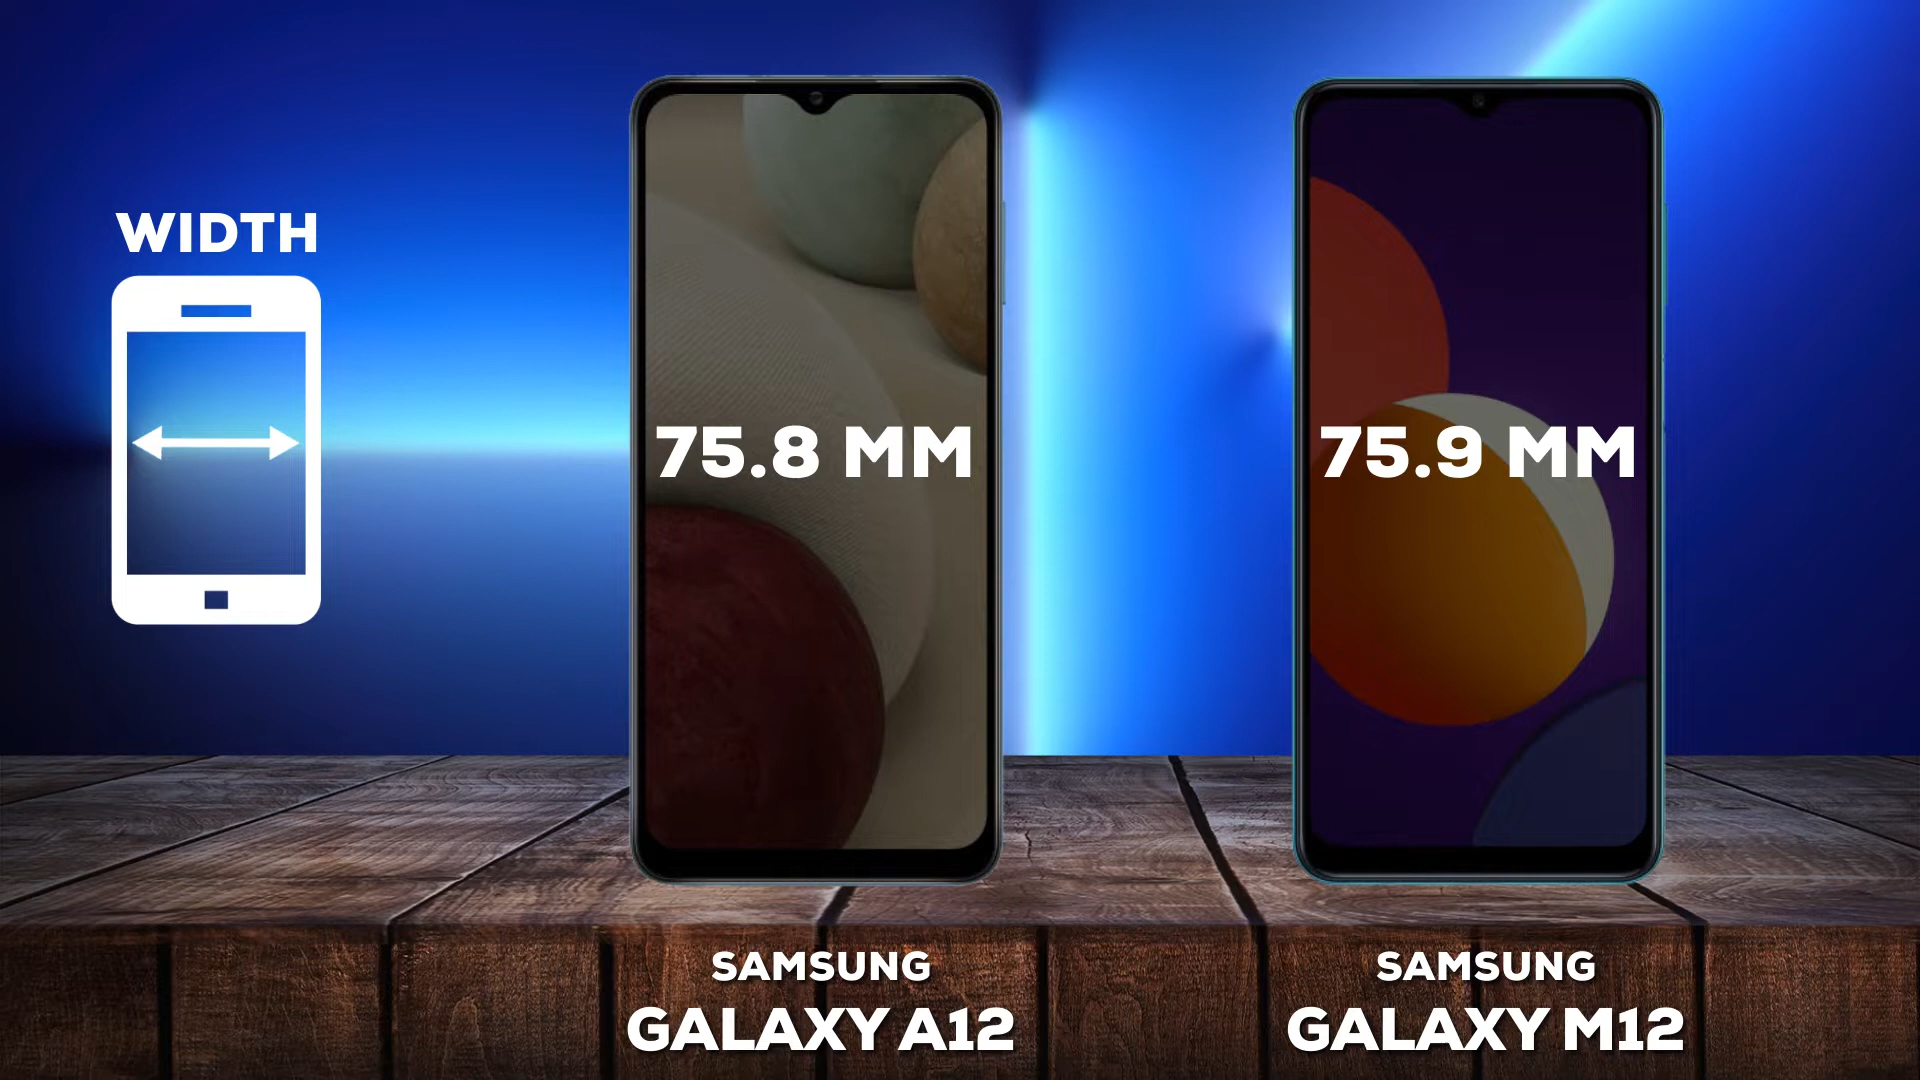 WIDTH
75.8 MM
75.9 MM
SAMSUNG
GALAXY A12
SAMSUNG
GALAXY M12